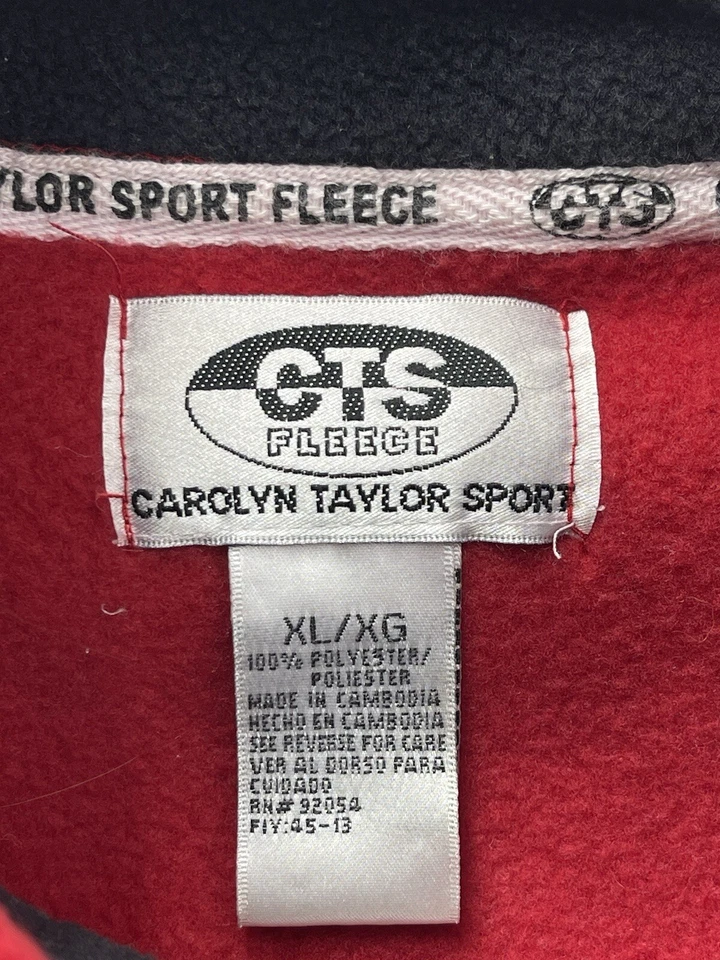 YLOR SPORT FLEECE CTS
CTS
FLEECE
CAROLYN TAYLOR SPORT
XL/XG
100% POLYESTER/
POLIESTER
MADE IN CAMBODIA
HECHO EN CAMBODIA
SEE REVERSE FOR CARE
VER AL DORSO PARA
CUIDADO
RN# 92054
FIY:45-13